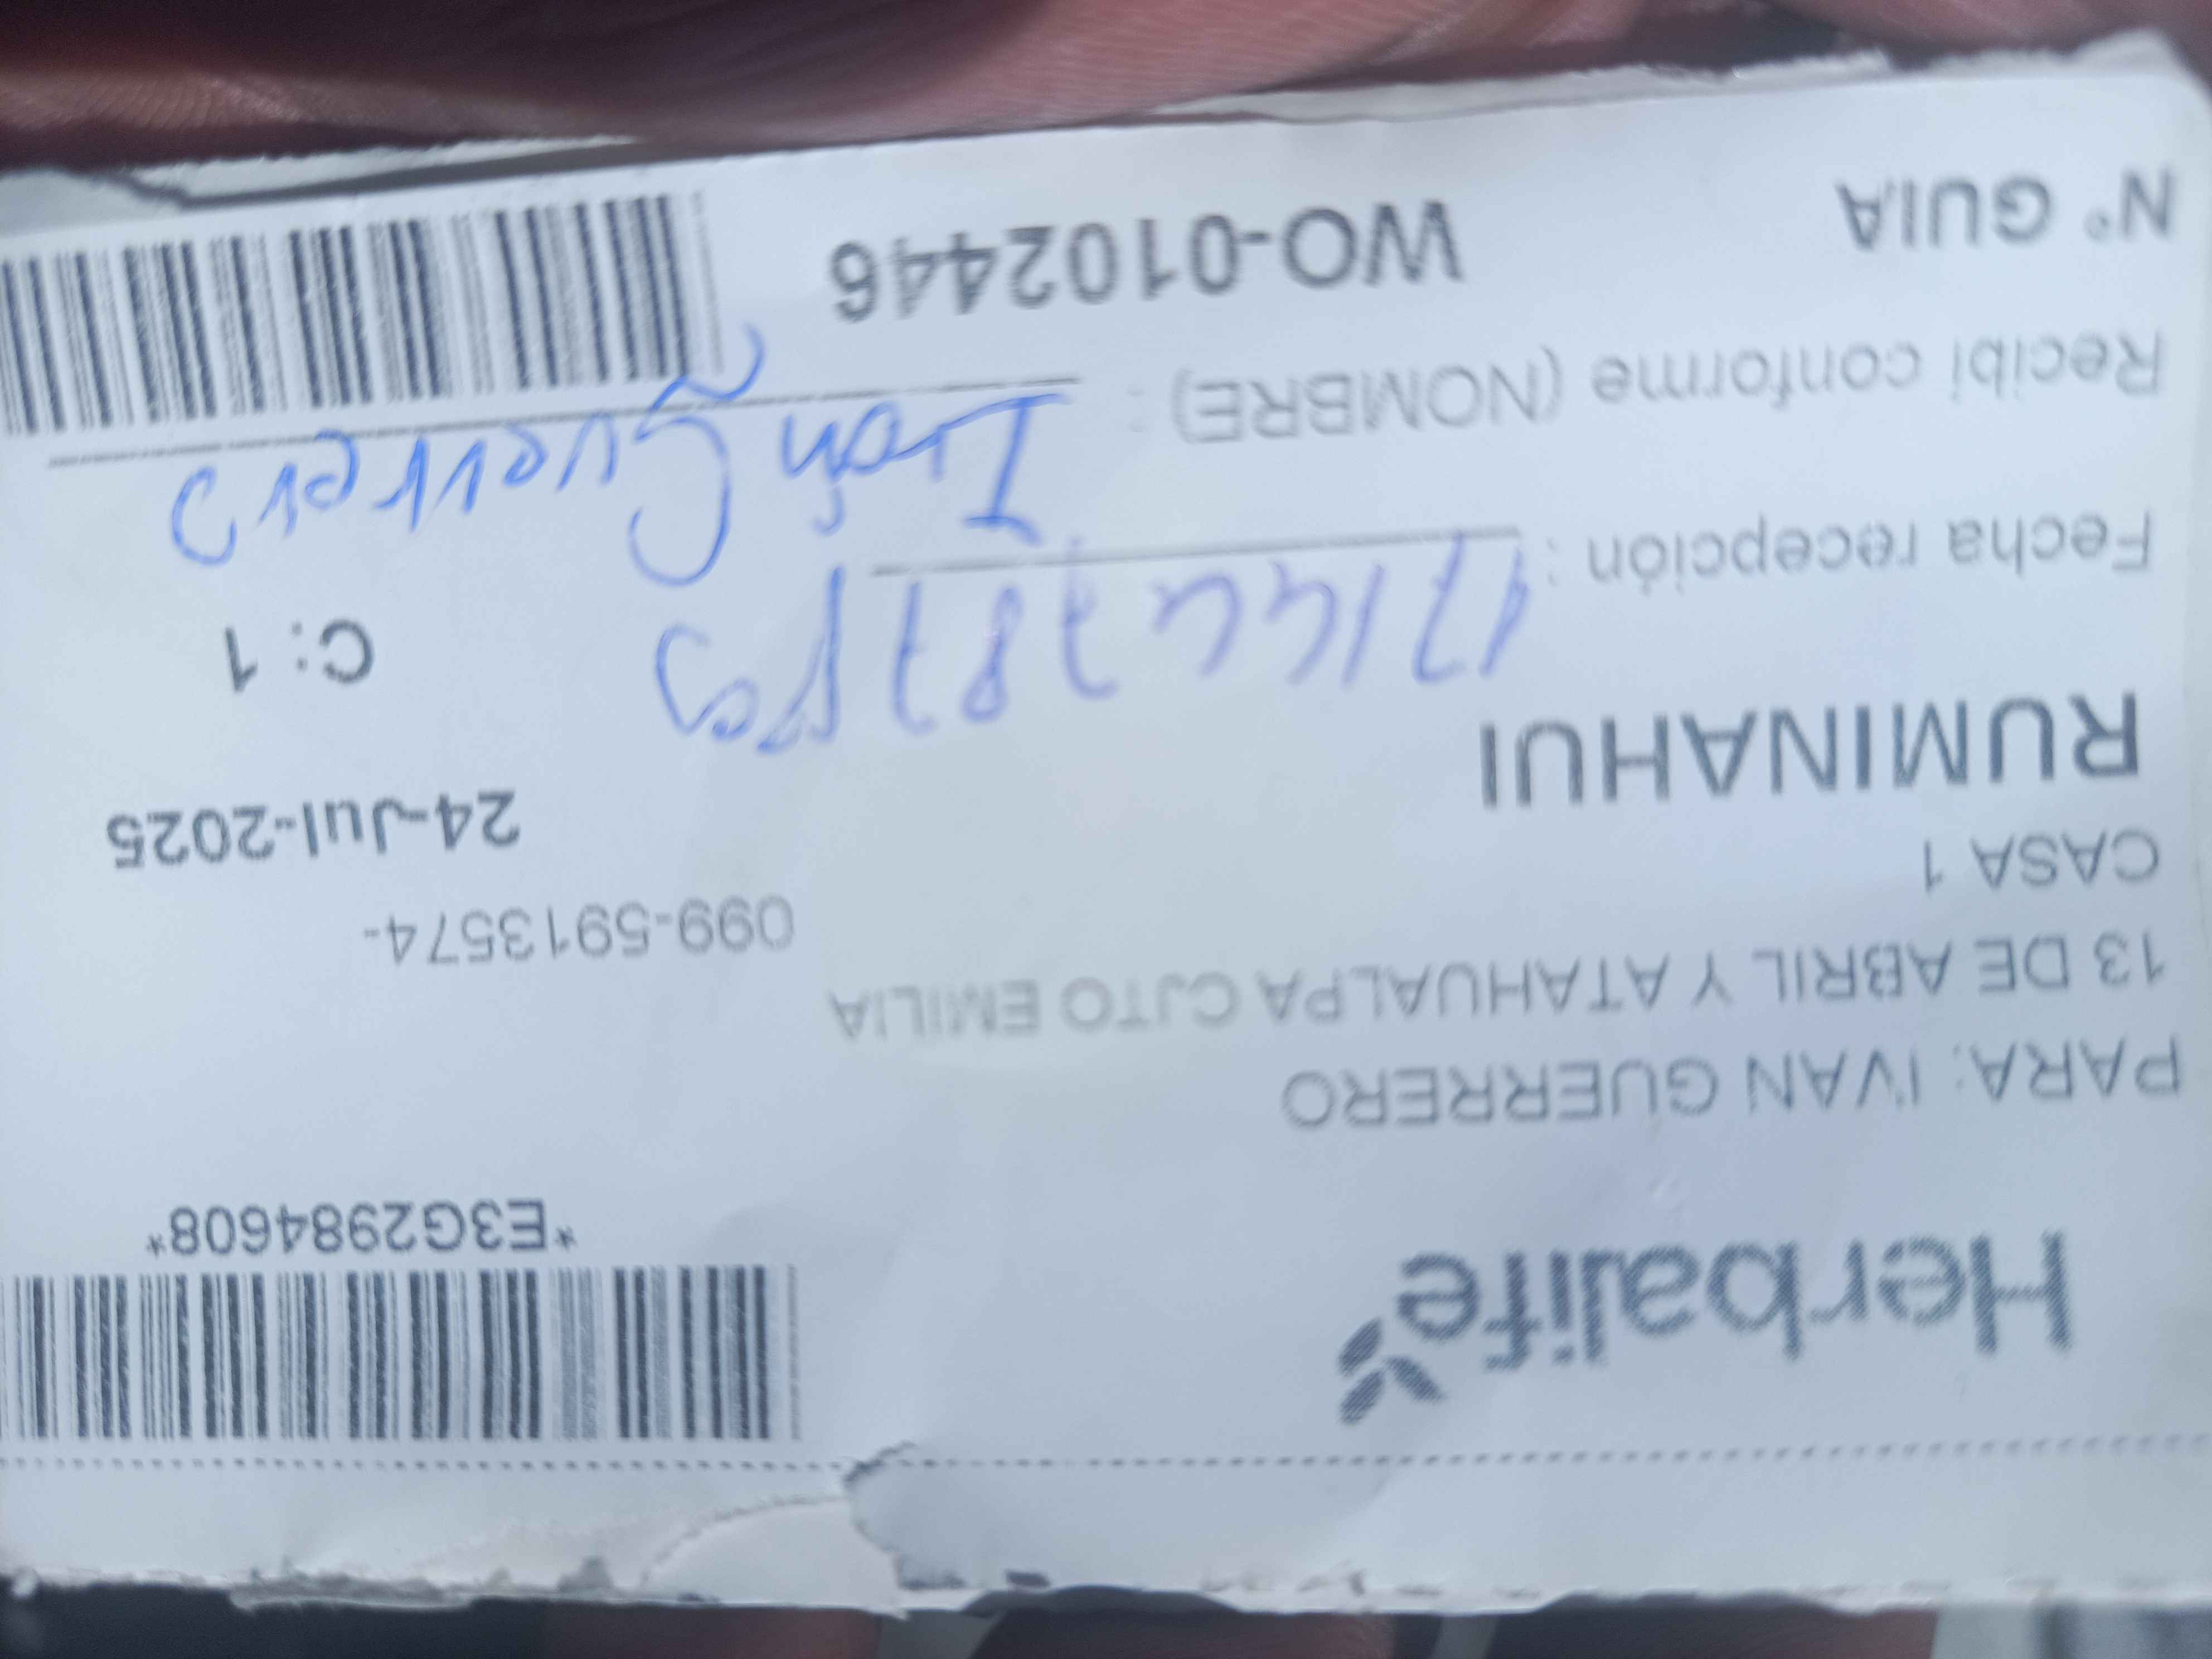 Herbalife
*E3G2984608*
PARA: IVAN GUERRERO
13 DE ABRIL Y ATAHUALPA CJTO EMILIA
099-5913574-
CASA 1
24-Jul-2025
RUMINAHUI
C: 1
Fecha recepción :
Recibí conforme (NOMBRE) : Iván Guerrero
N° GUIA WO-0102446